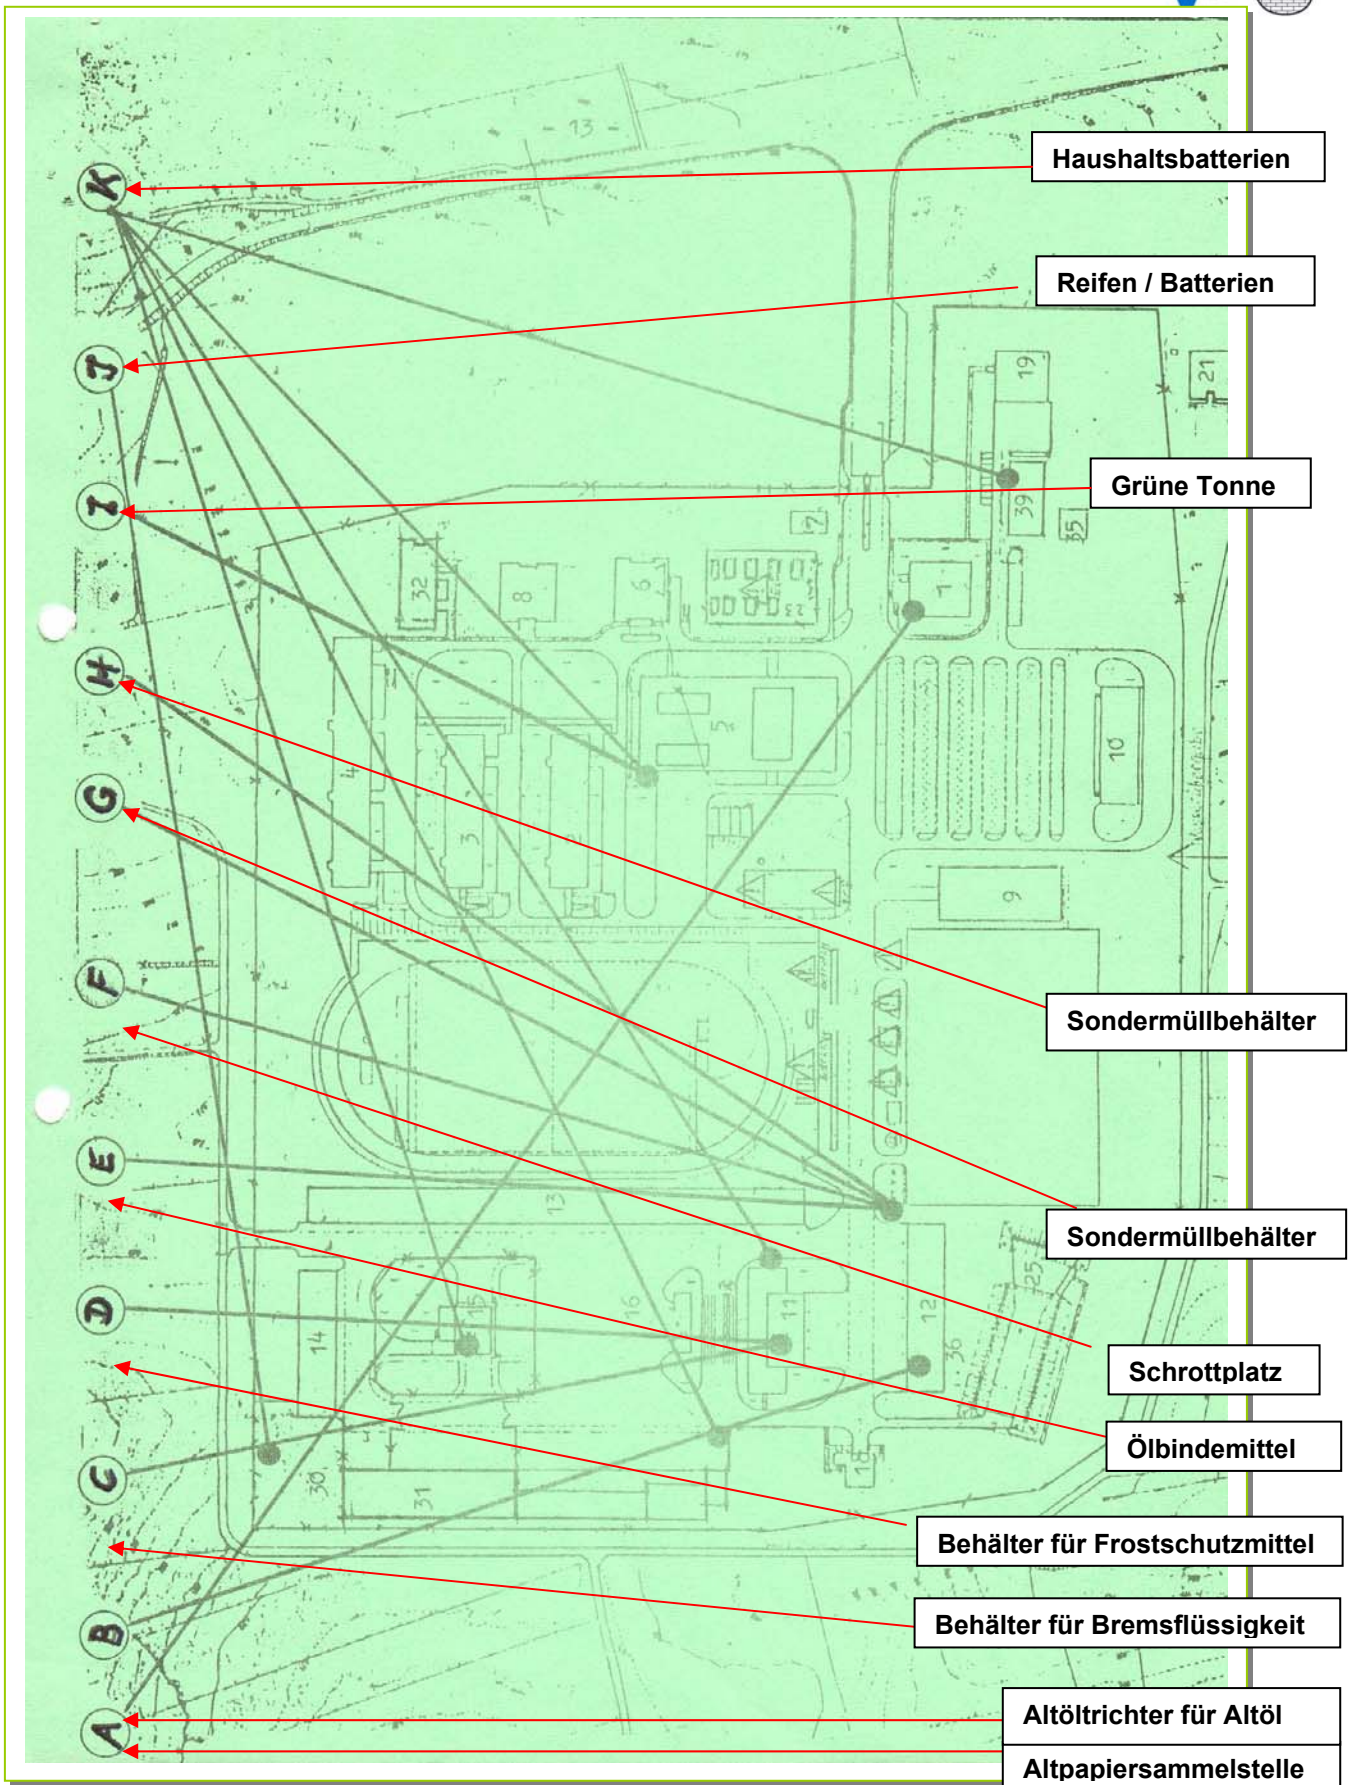 - 13 -
Haushaltsbatterien
K
Reifen / Batterien
J
19
21
Grüne Tonne
I
39
35
7
32
8
6
23
1
H
5
4
3
2
10
G
9
F
Sondermüllbehälter
E
13
Sondermüllbehälter
25
D
14
15
16
11
12
36
Schrottplatz
Ölbindemittel
C
30
31
18
Behälter für Frostschutzmittel
Behälter für Bremsflüssigkeit
B
Altöltrichter für Altöl
A
Altpapiersammelstelle